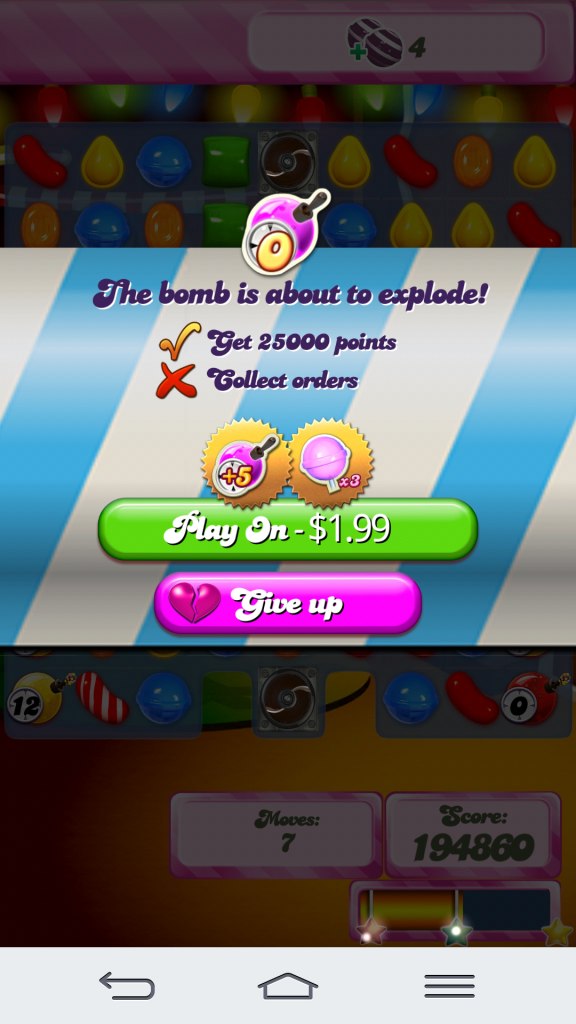 4
0
The bomb is about to explode!
Get 25000 points
Collect orders
+5
x3
Play On - $1.99
Give up
12
0
Moves:
7
Score:
194860